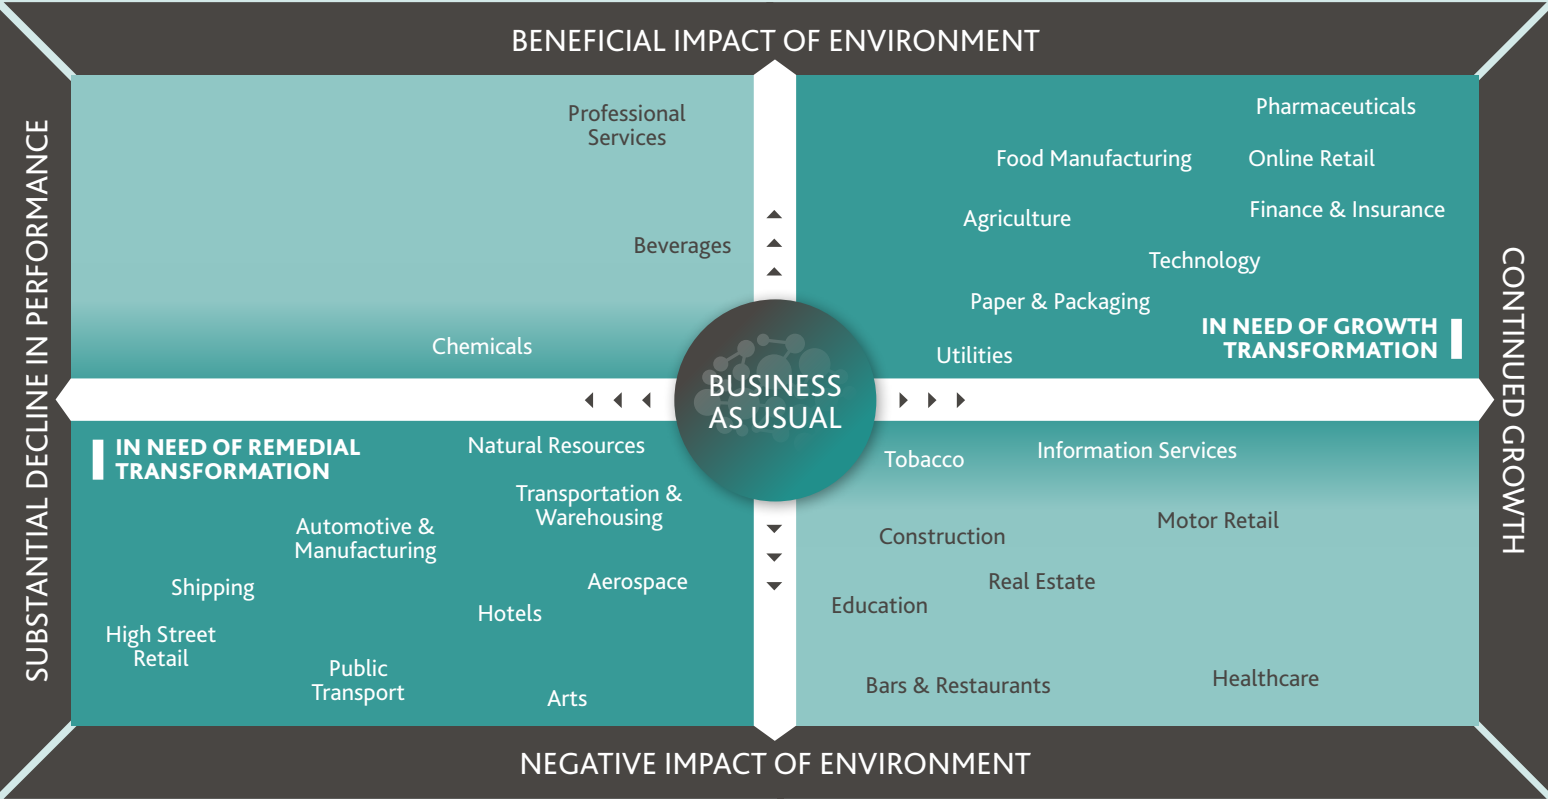 BENEFICIAL IMPACT OF ENVIRONMENT
SUBSTANTIAL DECLINE IN PERFORMANCE
Professional
Services
Beverages
Chemicals
Pharmaceuticals
Food Manufacturing
Online Retail
Agriculture
Finance & Insurance
Technology
Paper & Packaging
IN NEED OF GROWTH
TRANSFORMATION
Utilities
BUSINESS
AS USUAL
CONTINUED GROWTH
IN NEED OF REMEDIAL
TRANSFORMATION
Natural Resources
Transportation &
Warehousing
Automotive &
Manufacturing
Shipping
Aerospace
Hotels
High Street
Retail
Public
Transport
Arts
Tobacco
Information Services
Construction
Motor Retail
Real Estate
Education
Bars & Restaurants
Healthcare
NEGATIVE IMPACT OF ENVIRONMENT